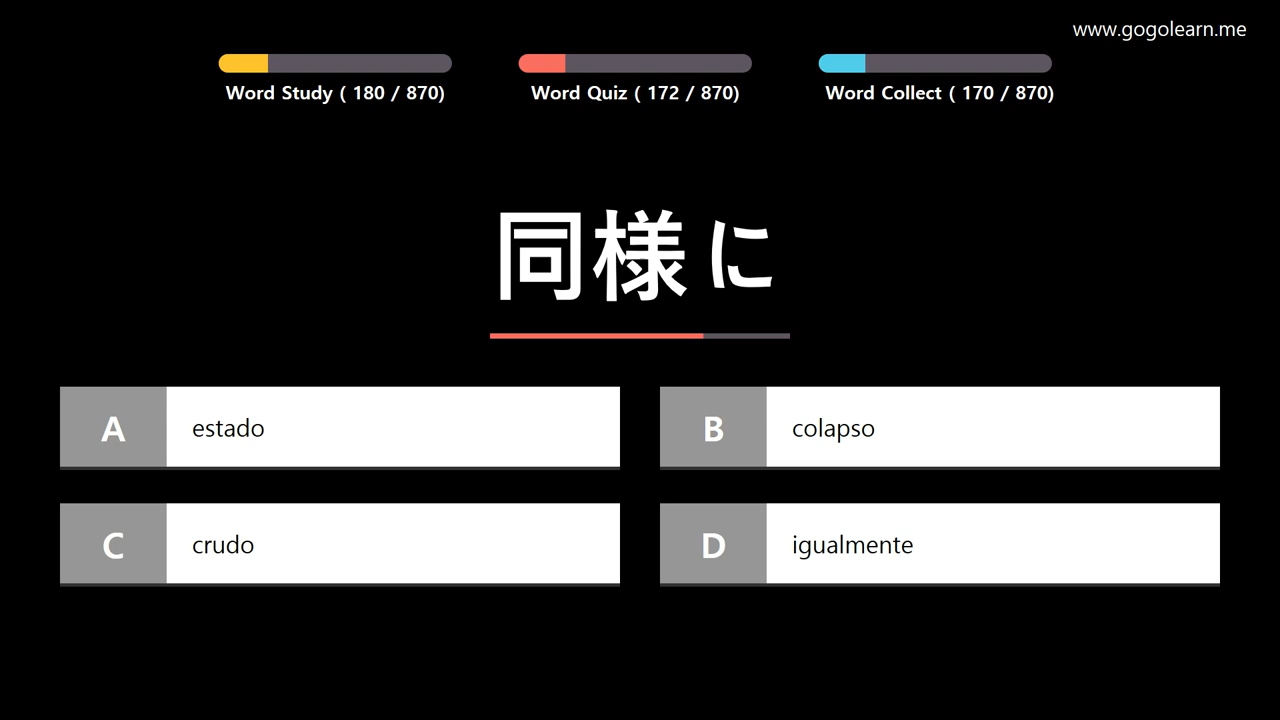 www.gogolearn.me
Word Study ( 180 / 870)
Word Quiz ( 172 / 870)
Word Collect ( 170 / 870)
同様に
A estado
B colapso
C crudo
D igualmente